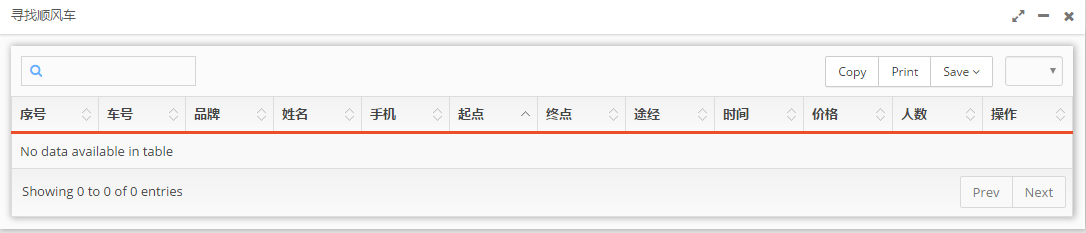 寻找顺风车
Copy Print Save
序号 车号 品牌 姓名 手机 起点 终点 途经 时间 价格 人数 操作
No data available in table
Showing 0 to 0 of 0 entries
Prev Next